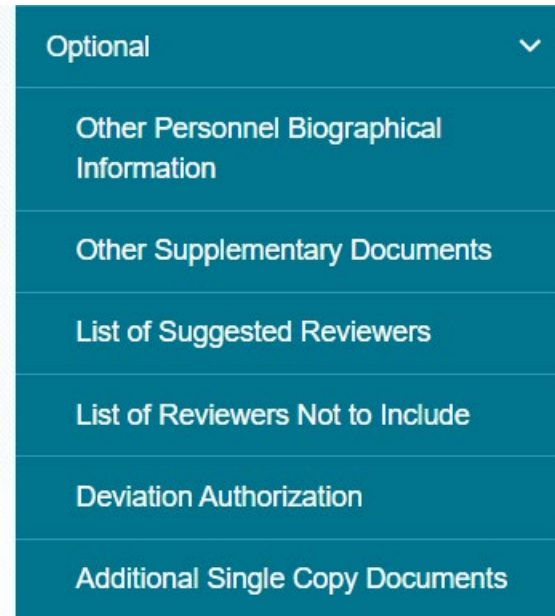 Optional
Other Personnel Biographical
Information
Other Supplementary Documents
List of Suggested Reviewers
List of Reviewers Not to Include
Deviation Authorization
Additional Single Copy Documents